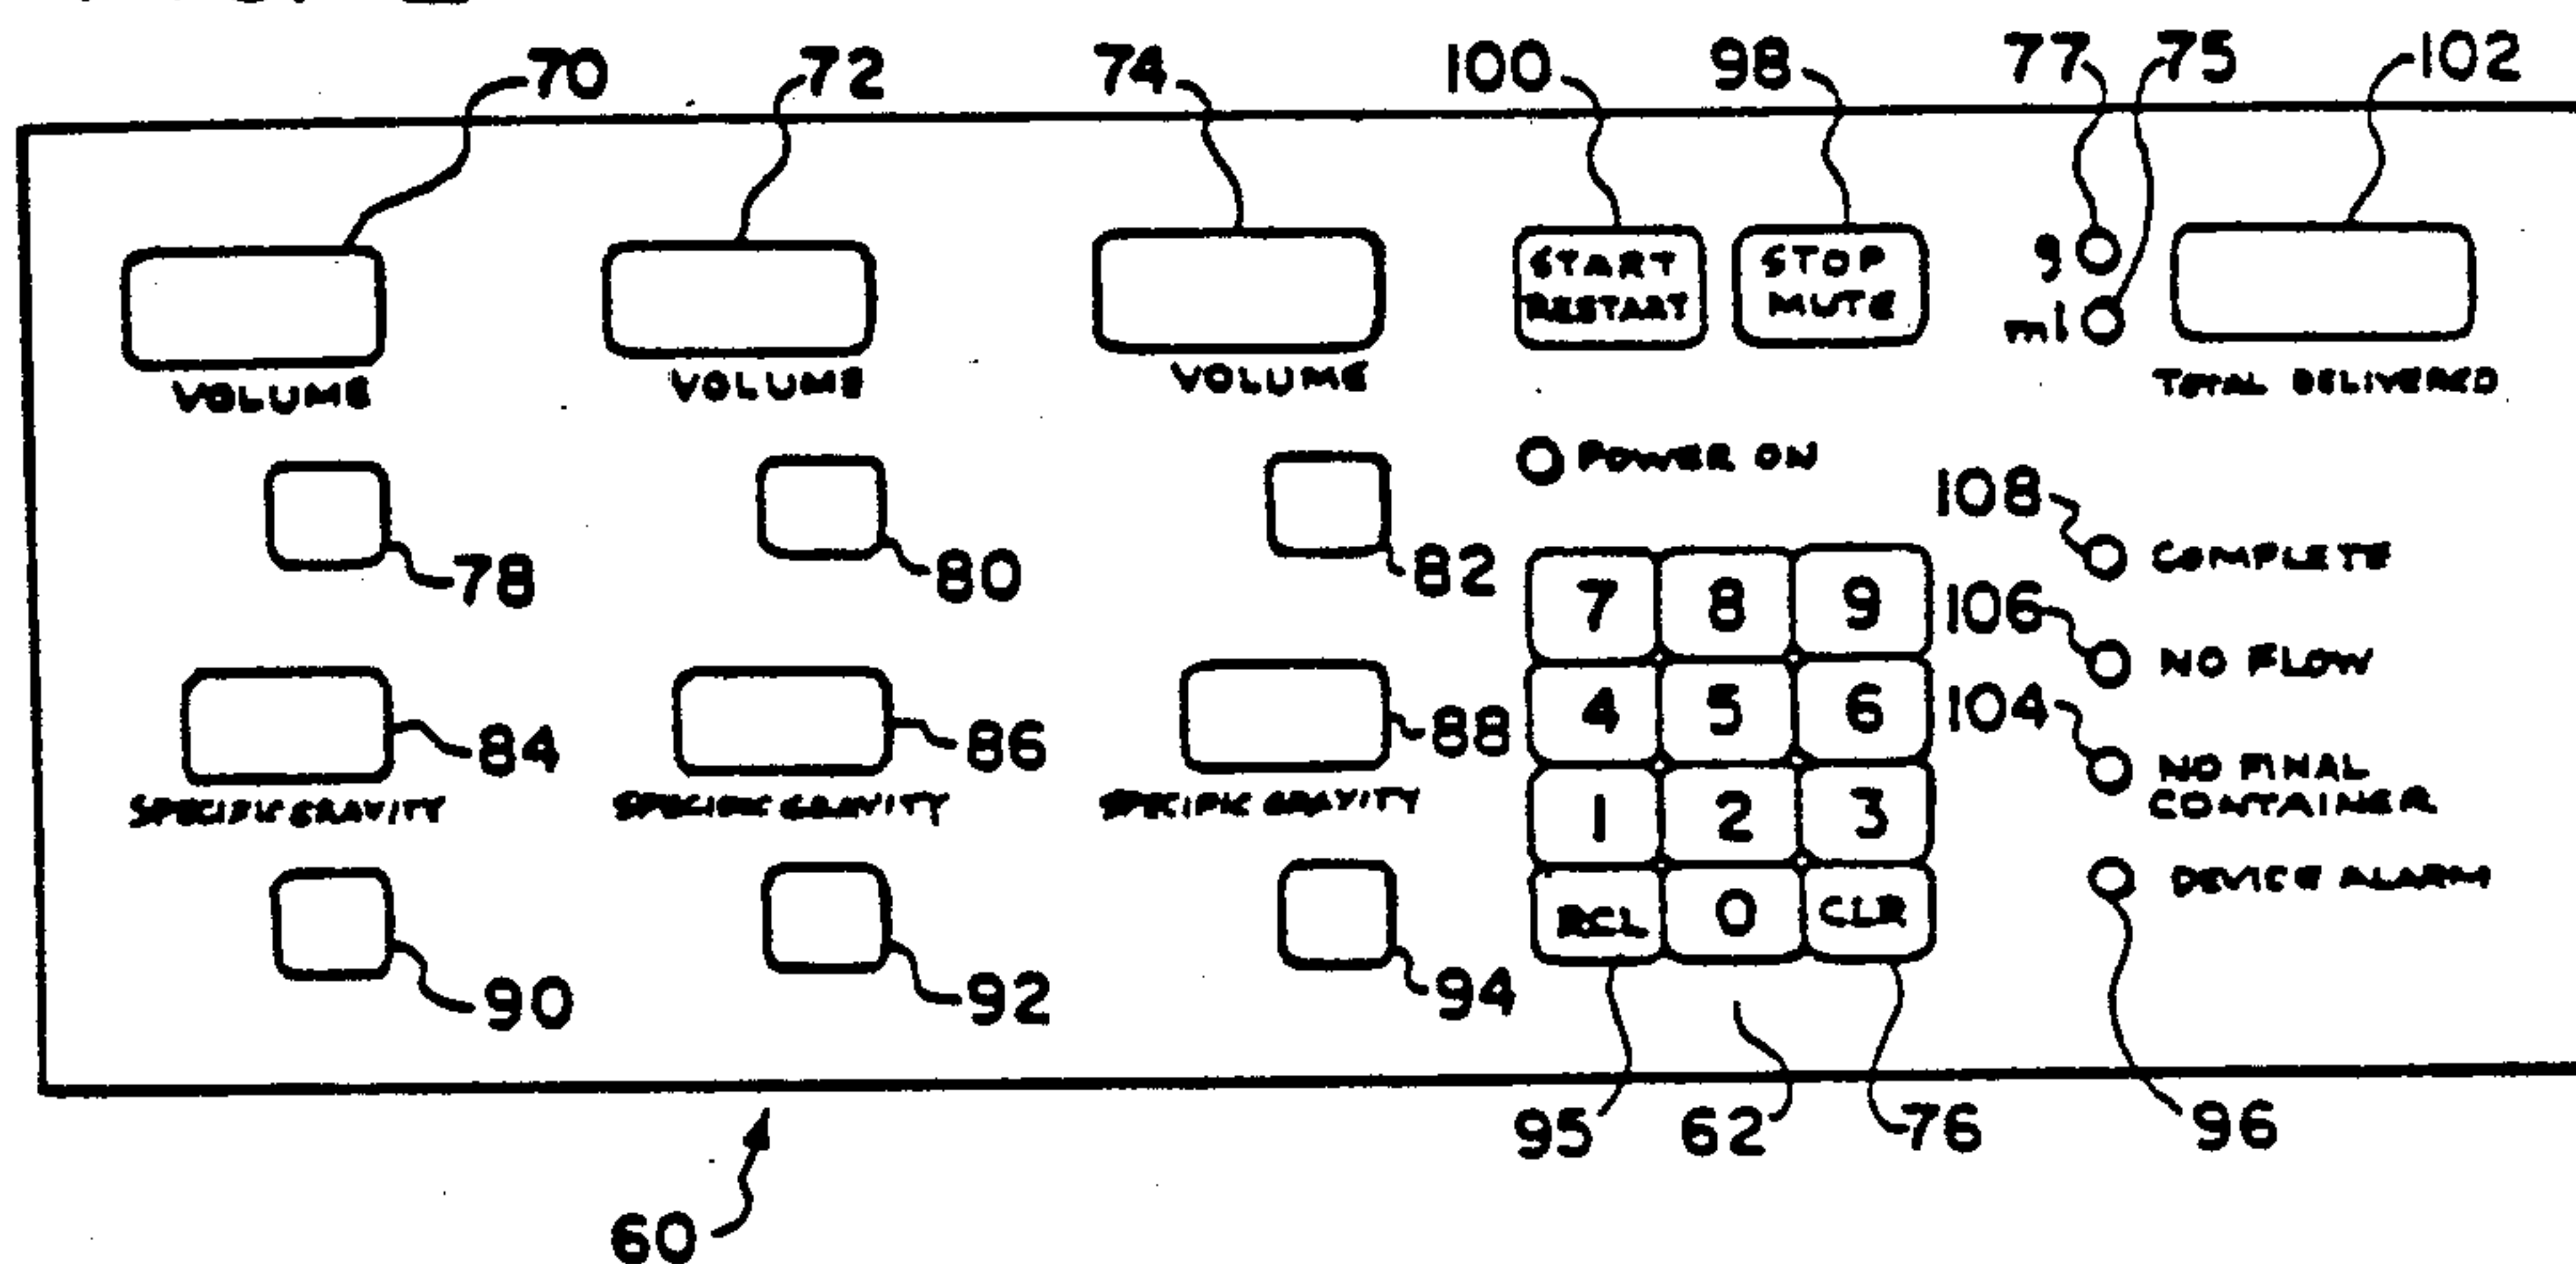 70 72 74 100 98 77 75 102
START RESTART
STOP MUTE
g
ml
VOLUME VOLUME VOLUME TOTAL DELIVERED
POWER ON
108 COMPLETE
78 80 82
7 8 9
106 NO FLOW
84 86 88
4 5 6
104 NO FINAL
CONTAINER
SPECIFIC GRAVITY SPECIFIC GRAVITY SPECIFIC GRAVITY
1 2 3
DEVICE ALARM
RCL 0 CLR
90 92 94
95 62 76 96
60